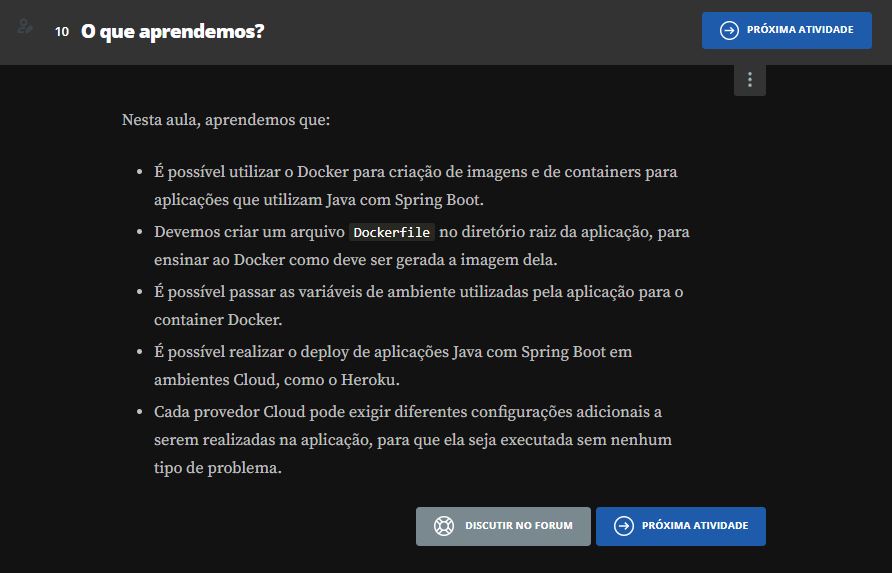 10 O que aprendemos?
PRÓXIMA ATIVIDADE
Nesta aula, aprendemos que:
• É possível utilizar o Docker para criação de imagens e de containers para
aplicações que utilizam Java com Spring Boot.
• Devemos criar um arquivo Dockerfile no diretório raiz da aplicação, para
ensinar ao Docker como deve ser gerada a imagem dela.
• É possível passar as variáveis de ambiente utilizadas pela aplicação para o
container Docker.
• É possível realizar o deploy de aplicações Java com Spring Boot em
ambientes Cloud, como o Heroku.
• Cada provedor Cloud pode exigir diferentes configurações adicionais a
serem realizadas na aplicação, para que ela seja executada sem nenhum
tipo de problema.
DISCUTIR NO FORUM
PRÓXIMA ATIVIDADE